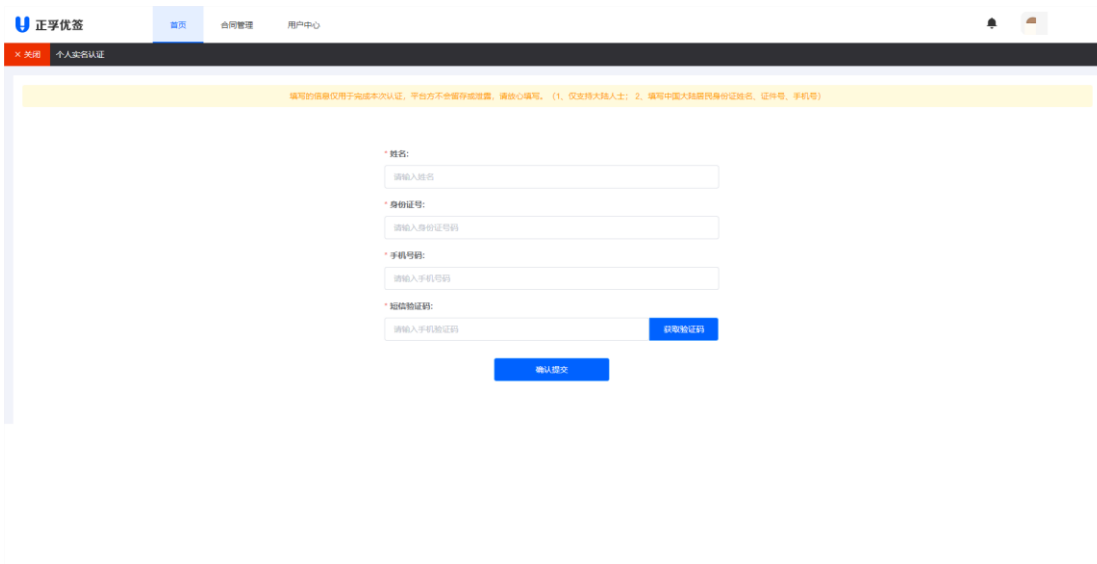 正孚优签
首页 合同管理 用户中心
× 关闭 个人实名认证
填写的信息仅用于完成本次认证，平台方不会留存或泄露，请放心填写。（1、仅支持大陆人士； 2、填写中国大陆居民身份证姓名、证件号、手机号）
* 姓名:
请输入姓名
* 身份证号:
请输入身份证号码
* 手机号码:
请输入手机号码
* 短信验证码:
请输入手机验证码 获取验证码
确认提交